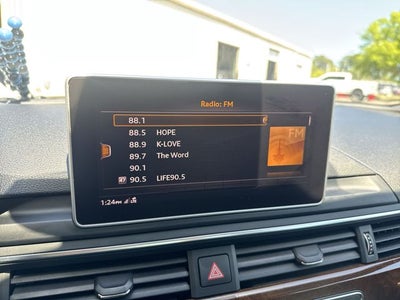 Radio: FM
88.1
88.5 HOPE
88.9 K-LOVE
89.7 The Word
90.1
90.5 LIFE90.5
FM
1:24am